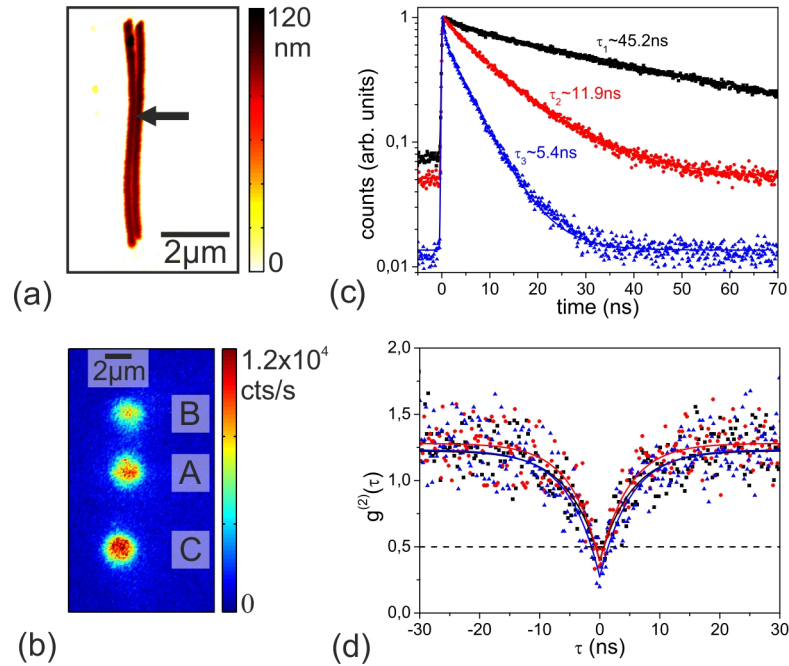 (a)
120
nm
0
2μm
(b)
2μm
B
A
C
1.2x10⁴
cts/s
0
(c)
counts (arb. units)
1
0,1
0,01
τ₁~45.2ns
τ₂~11.9ns
τ₃~5.4ns
0 10 20 30 40 50 60 70
time (ns)
(d)
g⁽²⁾(τ)
2,0
1,5
1,0
0,5
0,0
-30 -20 -10 0 10 20 30
τ (ns)